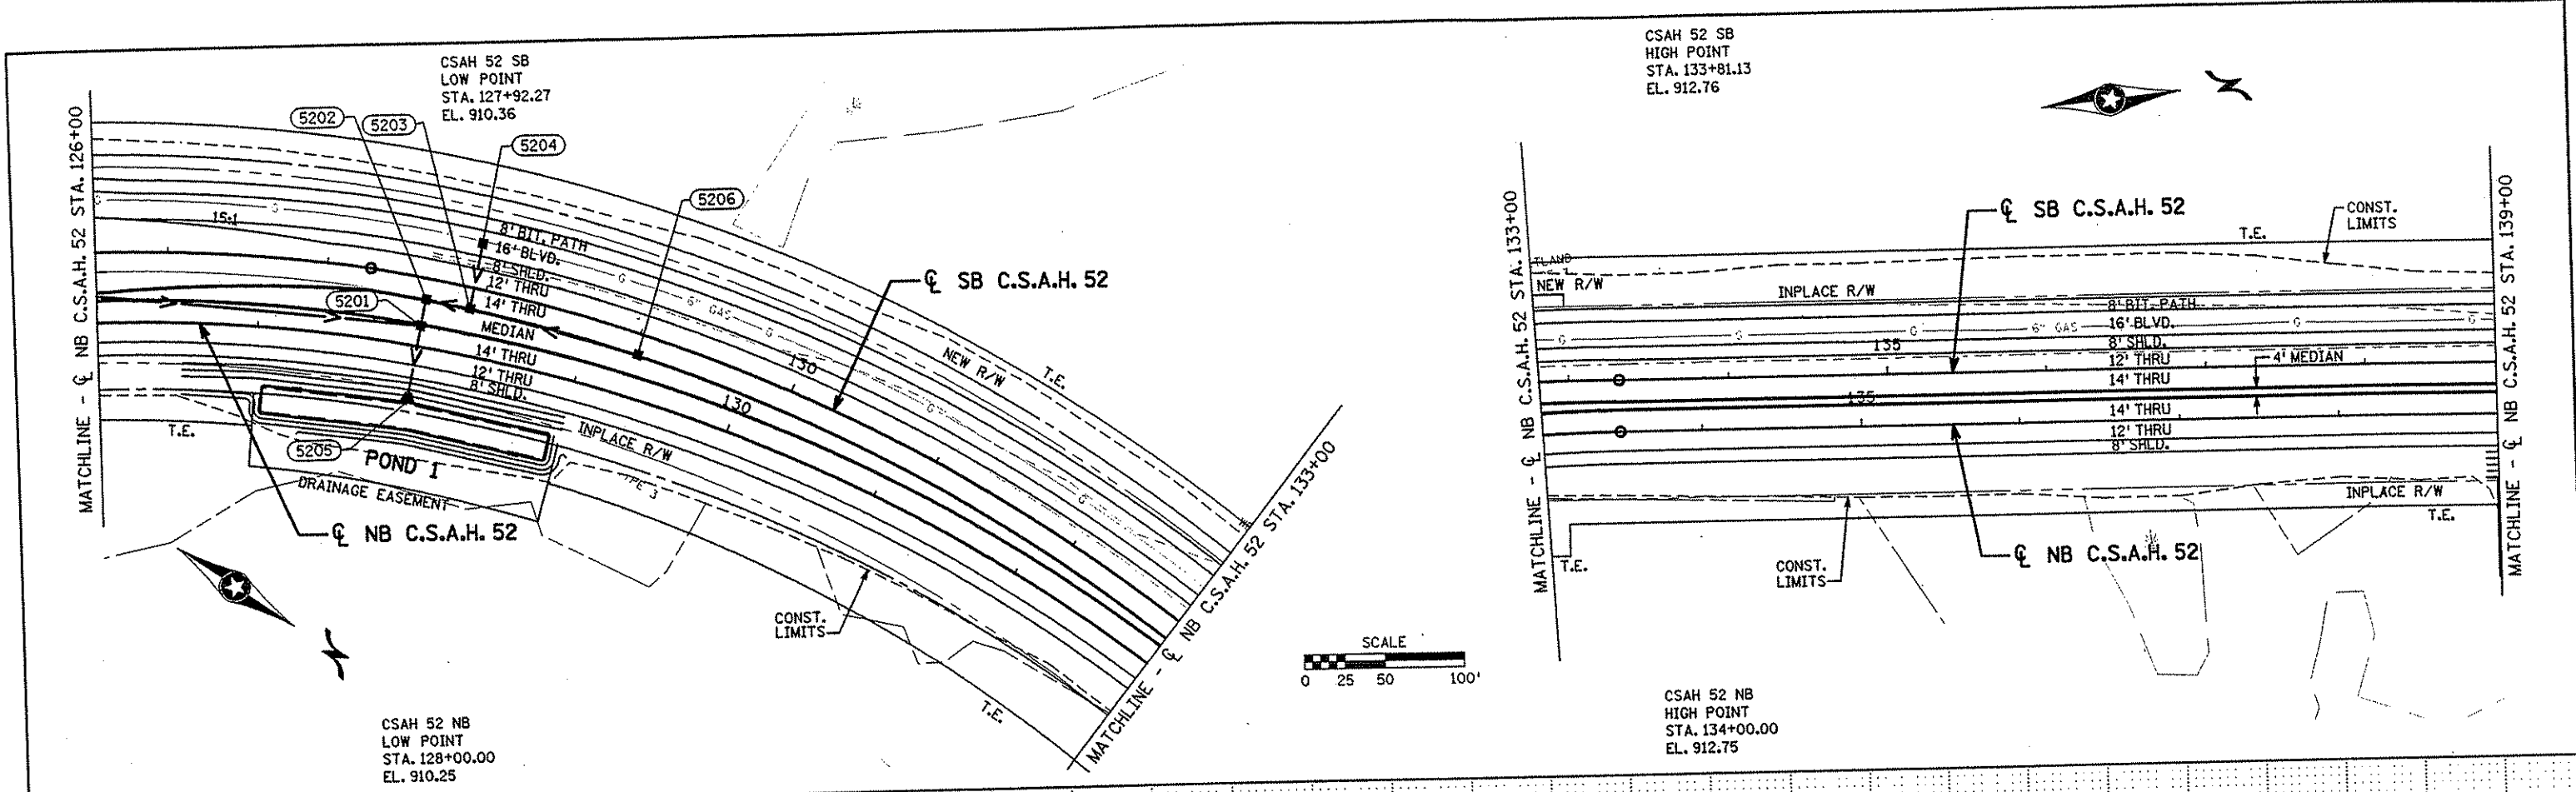 CSAH 52 SB
LOW POINT
STA. 127+92.27
EL. 910.36
5202
5203
5204
5206
5201
5205
MATCHLINE - ℄ NB C.S.A.H. 52 STA. 126+00
G
G
15:1
8' BIT. PATH
16' BLVD.
8' SHLD.
12' THRU
14' THRU
MEDIAN
14' THRU
12' THRU
8' SHLD.
G
6" GAS
G
G
G
130
130
℄ SB C.S.A.H. 52
NEW R/W
T.E.
INPLACE R/W
T.E.
POND 1
DRAINAGE EASEMENT
℄ NB C.S.A.H. 52
CONST.
LIMITS
T.E.
MATCHLINE - ℄ NB C.S.A.H. 52 STA. 133+00
CSAH 52 NB
LOW POINT
STA. 128+00.00
EL. 910.25
SCALE
0 25 50 100'
CSAH 52 SB
HIGH POINT
STA. 133+81.13
EL. 912.76
MATCHLINE - ℄ NB C.S.A.H. 52 STA. 133+00
℄ SB C.S.A.H. 52
CONST.
LIMITS
T.E.
NEW R/W
INPLACE R/W
8' BIT. PATH
16' BLVD.
G
G
G
6" GAS
G
G
8' SHLD.
135
12' THRU
4' MEDIAN
14' THRU
135
14' THRU
12' THRU
8' SHLD.
INPLACE R/W
T.E.
℄ NB C.S.A.H. 52
CONST.
LIMITS
T.E.
MATCHLINE - ℄ NB C.S.A.H. 52 STA. 139+00
CSAH 52 NB
HIGH POINT
STA. 134+00.00
EL. 912.75